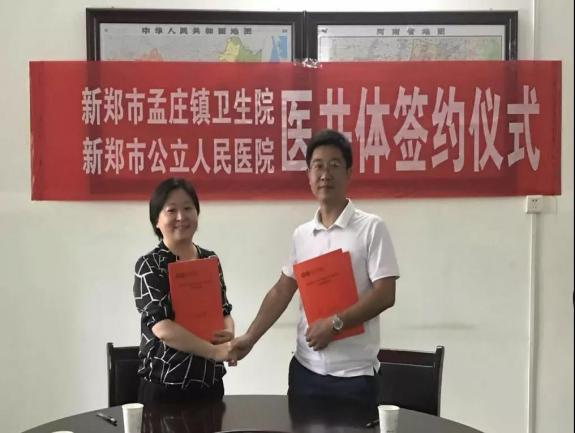 中华人民共和国地图
河南省地图
新郑市孟庄镇卫生院
新郑市公立人民医院
医共体签约仪式